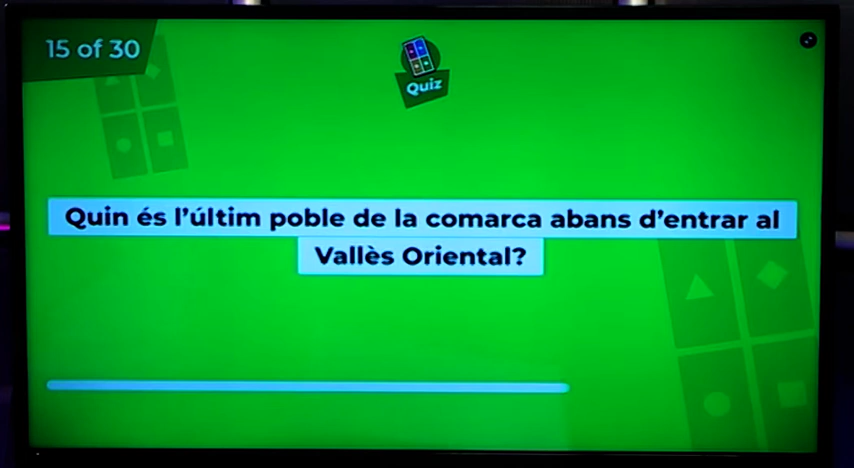 15 of 30
Quiz
Quin és l'últim poble de la comarca abans d'entrar al
Vallès Oriental?